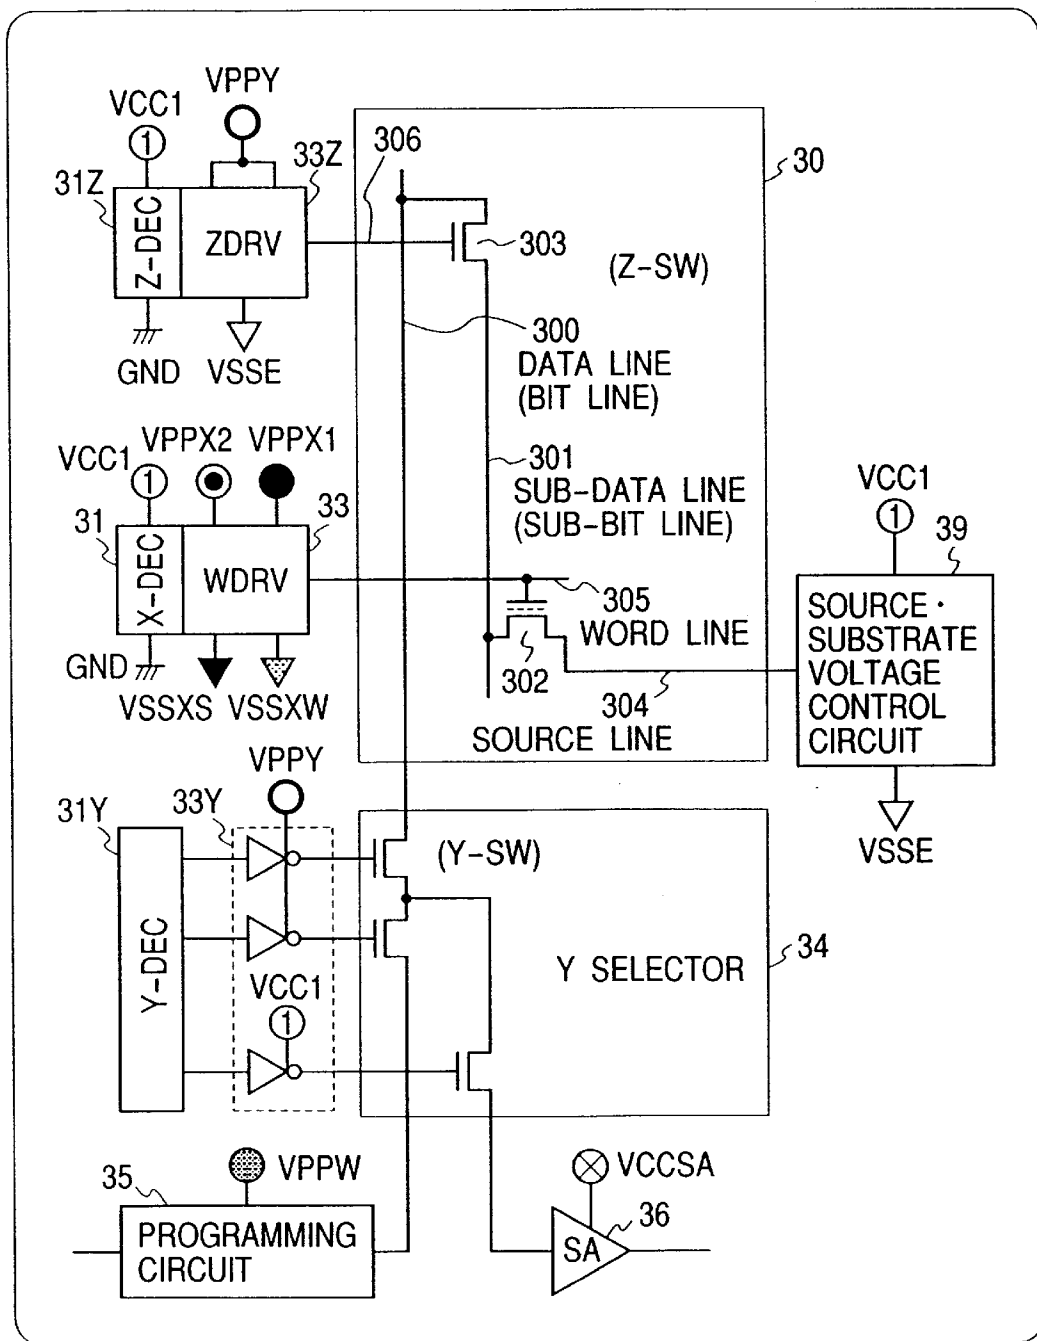 VPPY
VCC1
1
306
33Z
31Z
Z-DEC
ZDRV
GND
VSSE
30
303
(Z-SW)
300
DATA LINE
(BIT LINE)
VPPX2
VPPX1
VCC1
1
31
33
X-DEC
WDRV
GND
VSSXS
VSSXW
301
SUB-DATA LINE
(SUB-BIT LINE)
305
WORD LINE
302
304
SOURCE LINE
VCC1
1
39
SOURCE·
SUBSTRATE
VOLTAGE
CONTROL
CIRCUIT
VSSE
VPPY
31Y
33Y
Y-DEC
VCC1
1
(Y-SW)
Y SELECTOR
34
35
VPPW
PROGRAMMING
CIRCUIT
VCCSA
36
SA